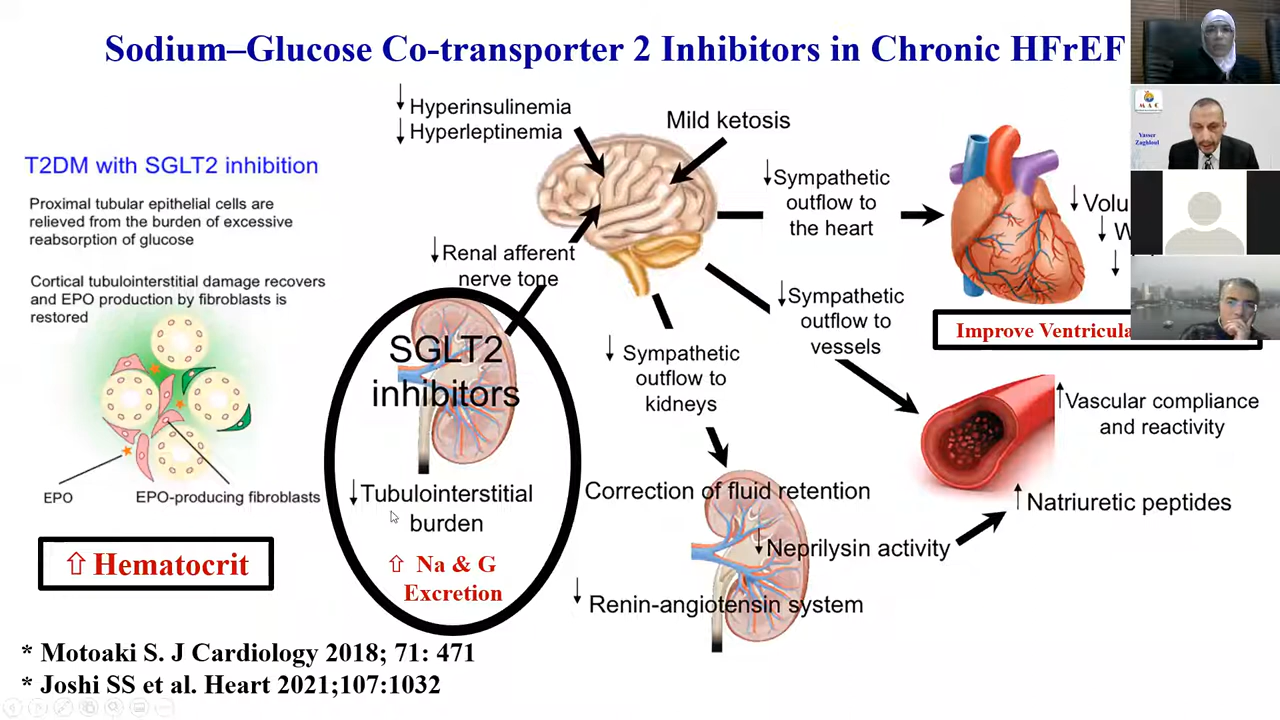 Sodium–Glucose Co-transporter 2 Inhibitors in Chronic HFrEF
↓ Hyperinsulinemia
↓ Hyperleptinemia
Mild ketosis
T2DM with SGLT2 inhibition
Proximal tubular epithelial cells are
relieved from the burden of excessive
reabsorption of glucose
Cortical tubulointerstitial damage recovers
and EPO production by fibroblasts is
restored
EPO
EPO-producing fibroblasts
⇧ Hematocrit
↓ Renal afferent
nerve tone
SGLT2
inhibitors
↓ Tubulointerstitial
burden
⇧ Na & G
Excretion
↓ Sympathetic
outflow to
the heart
↓ Sympathetic
outflow to
vessels
↓ Sympathetic
outflow to
kidneys
Correction of fluid retention
↓ Neprilysin activity
↓ Renin-angiotensin system
↓ Volu
↓ W
↓
Improve Ventricula
↑ Vascular compliance
and reactivity
↑ Natriuretic peptides
* Motoaki S. J Cardiology 2018; 71: 471
* Joshi SS et al. Heart 2021;107:1032
M A C
Yasser
Zaghloul